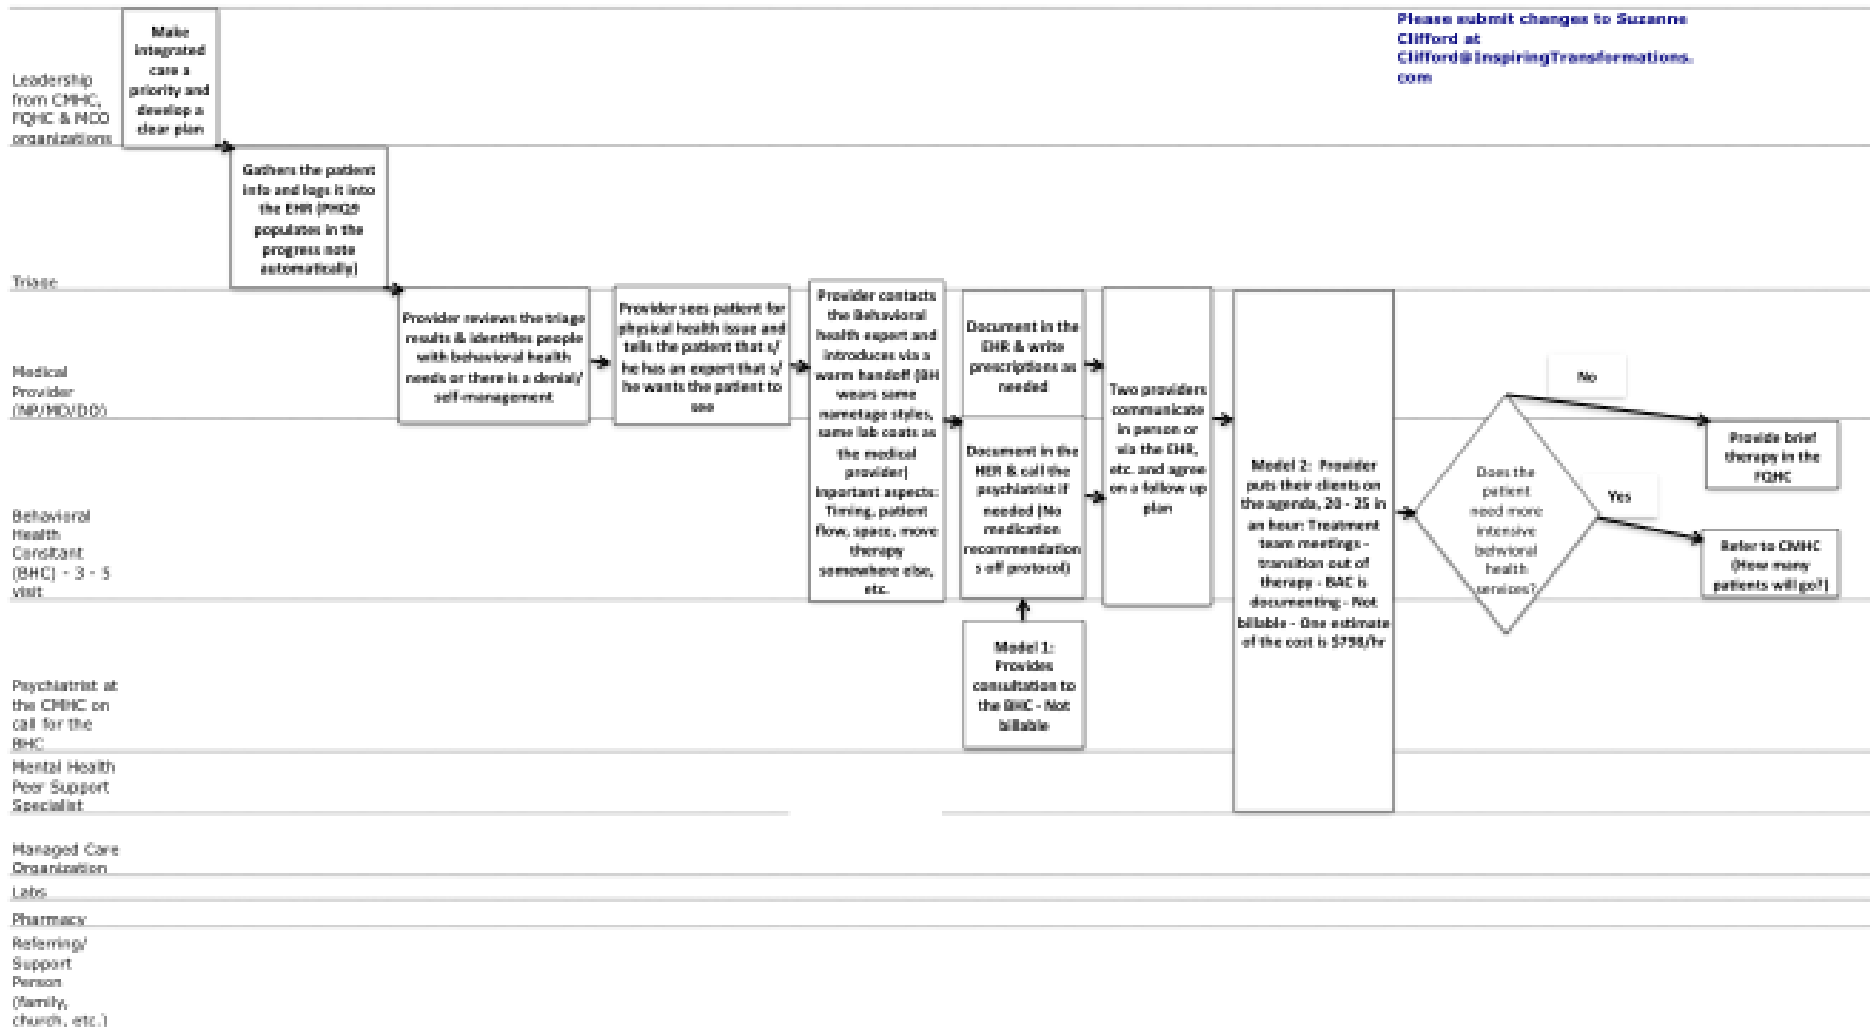 Please submit changes to Suzanne
Clifford at
Clifford@InspiringTransformations.
com
Leadership
from CMHC,
FQHC & MCO
organizations
Make
integrated
care a
priority and
develop a
clear plan
Triage
Gathers the patient
info and logs it into
the EHR (PHQ9
populates in the
progress note
automatically)
Medical
Provider
(NP/MD/DO)
Provider reviews the triage
results & identifies people
with behavioral health
needs or there is a denial/
self-management
Provider sees patient for
physical health issue and
tells the patient that s/
he has an expert that s/
he wants the patient to
see
Provider contacts
the Behavioral
health expert and
introduces via a
warm handoff (BH
wears same
nametage styles,
same lab coats as
the medical
provider)
Inportant aspects:
Timing, patient
flow, space, move
therapy
somewhere else,
etc.
Document in the
EHR & write
prescriptions as
needed
Document in the
HER & call the
psychiatrist if
needed (No
medication
recommendation
s off protocol)
Two providers
communicate
in person or
via the EHR,
etc. and agree
on a follow up
plan
Model 2: Provider
puts their clients on
the agenda, 20 - 25 in
an hour: Treatment
team meetings -
transition out of
therapy - BAC is
documenting - Not
billable - One estimate
of the cost is $798/hr
Does the
patient
need more
intensive
behvioral
health
services?
No
Provide brief
therapy in the
FQHC
Yes
Refer to CMHC
(How many
patients will go?)
Behavioral
Health
Consltant
(BHC) - 3 - 5
visit
Model 1:
Provides
consultation to
the BHC - Not
billable
Psychiatrist at
the CMHC on
call for the
BHC
Mental Health
Peer Support
Specialist
Managed Care
Organization
Labs
Pharmacy
Referring/
Support
Person
(family,
church, etc.)